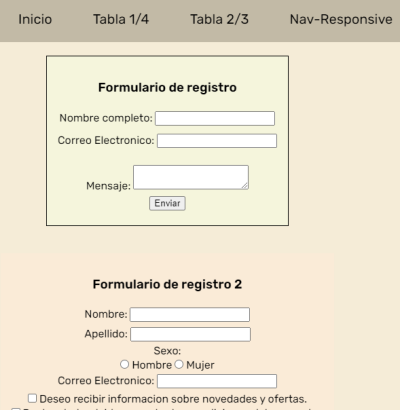 Inicio Tabla 1/4 Tabla 2/3 Nav-Responsive
Formulario de registro
Nombre completo:
Correo Electronico:
Mensaje:
Enviar
Formulario de registro 2
Nombre:
Apellido:
Sexo:
Hombre Mujer
Correo Electronico:
Deseo recibir informacion sobre novedades y ofertas.